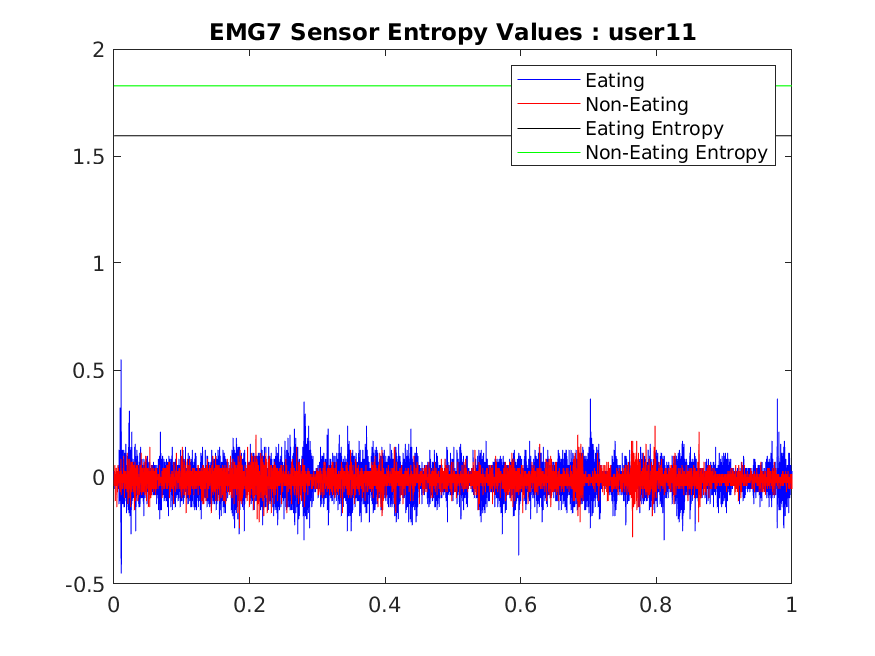 EMG7 Sensor Entropy Values : user11
2
Eating
Non-Eating
Eating Entropy
Non-Eating Entropy
1.5
1
0.5
0
-0.5
0 0.2 0.4 0.6 0.8 1